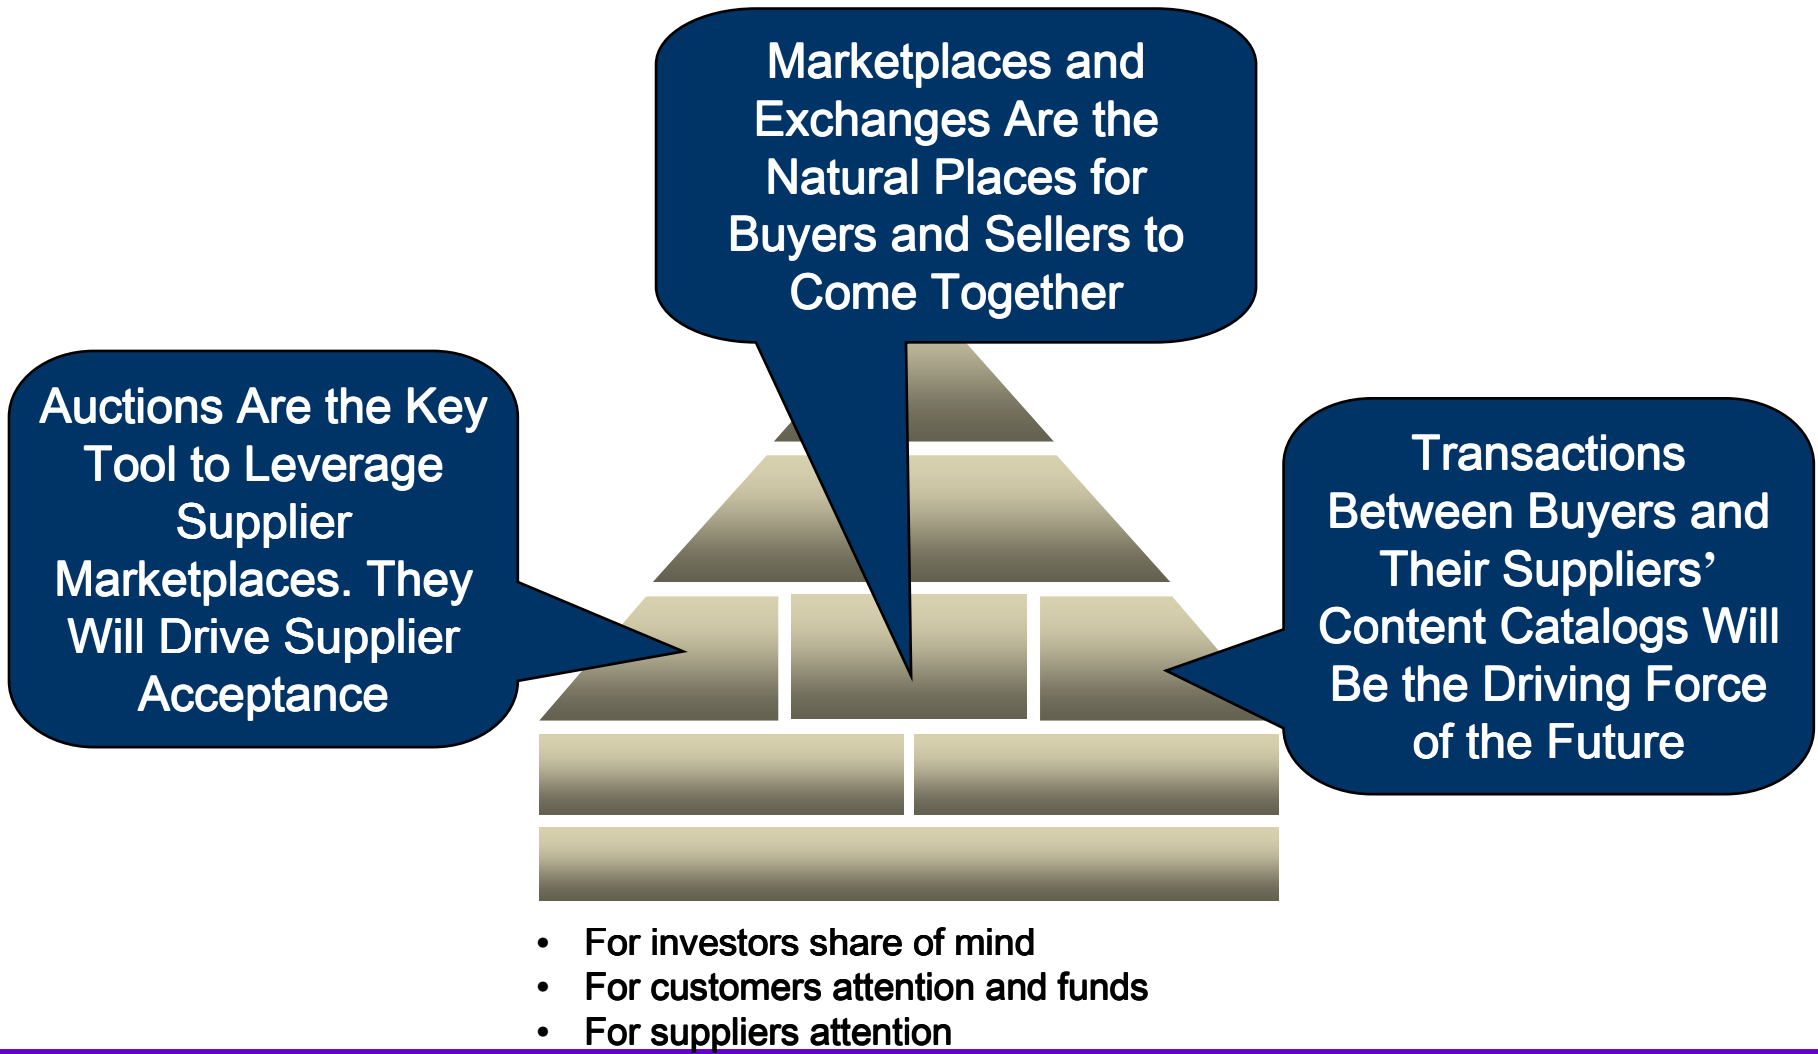 Marketplaces and
Exchanges Are the
Natural Places for
Buyers and Sellers to
Come Together
Auctions Are the Key
Tool to Leverage
Supplier
Marketplaces. They
Will Drive Supplier
Acceptance
Transactions
Between Buyers and
Their Suppliers’
Content Catalogs Will
Be the Driving Force
of the Future
• For investors share of mind
• For customers attention and funds
• For suppliers attention